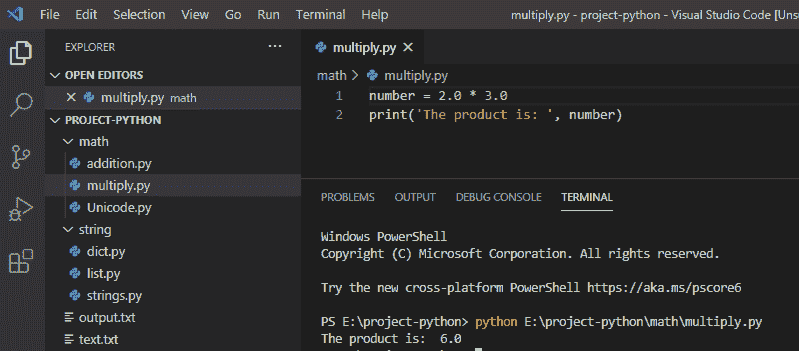 File Edit Selection View Go Run Terminal Help multiply.py - project-python - Visual Studio Code [Uns
EXPLORER ...
OPEN EDITORS
multiply.py math
PROJECT-PYTHON
math
addition.py
multiply.py
Unicode.py
string
dict.py
list.py
strings.py
output.txt
text.txt
multiply.py
math > multiply.py
1 number = 2.0 * 3.0
2 print('The product is: ', number)
PROBLEMS OUTPUT DEBUG CONSOLE TERMINAL
Windows PowerShell
Copyright (C) Microsoft Corporation. All rights reserved.
Try the new cross-platform PowerShell https://aka.ms/pscore6
PS E:\project-python> python E:\project-python\math\multiply.py
The product is:  6.0